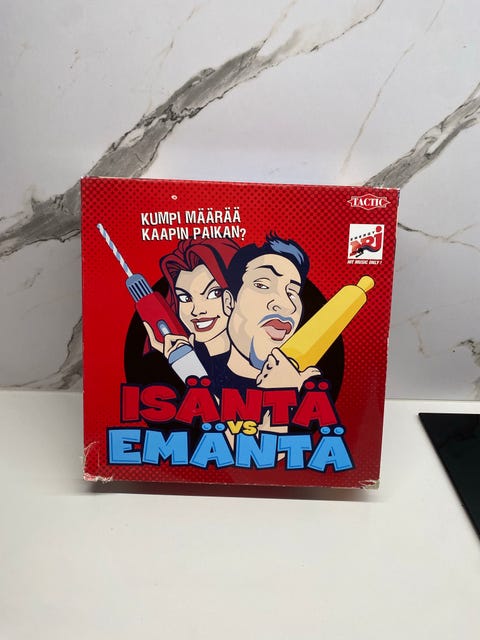 TACTIC
KUMPI MÄÄRÄÄ
KAAPIN PAIKAN?
NRJ
HIT MUSIC ONLY!
ISÄNTÄ
VS
EMÄNTÄ